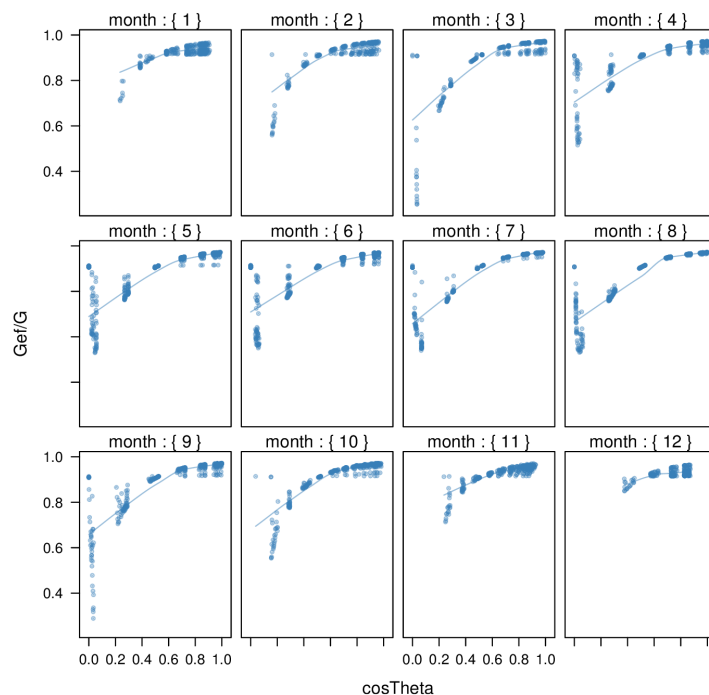 month : { 1 } month : { 2 } month : { 3 } month : { 4 }
1.0
0.8
0.6
0.4
month : { 5 } month : { 6 } month : { 7 } month : { 8 }
Gef/G
month : { 9 } month : { 10 } month : { 11 } month : { 12 }
1.0
0.8
0.6
0.4
0.0 0.2 0.4 0.6 0.8 1.0 0.0 0.2 0.4 0.6 0.8 1.0
cosTheta